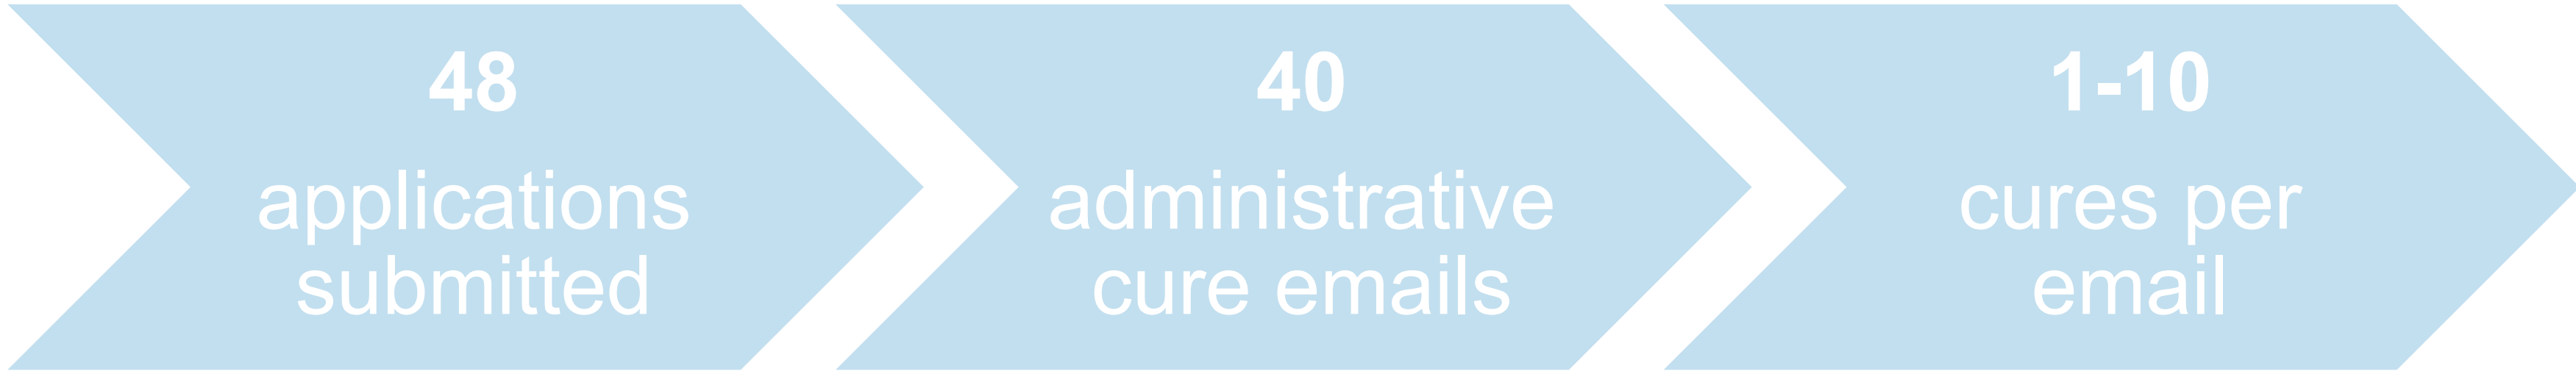 48
applications
submitted
40
administrative
cure emails
1-10
cures per
email